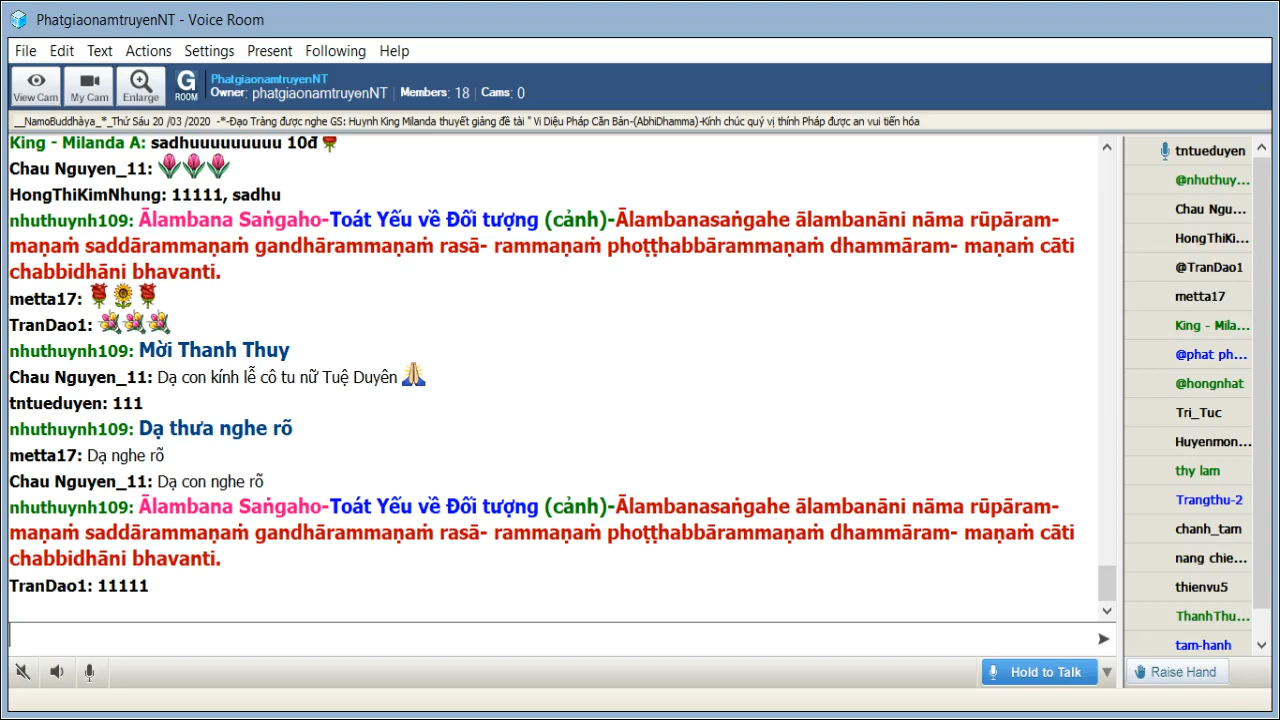 PhatgiaonamtruyenNT - Voice Room
File Edit Text Actions Settings Present Following Help
View Cam My Cam Enlarge G ROOM
PhatgiaonamtruyenNT
Owner: phatgiaonamtruyenNT Members: 18 Cams: 0
__NamoBuddhàya_*_Thứ Sáu 20 /03 /2020 -*-Đạo Tràng được nghe GS: Huynh King Milanda thuyết giảng đề tài " Vi Diệu Pháp Căn Bản-(AbhiDhamma)-Kính chúc quý vị thính Pháp được an vui tiến hóa
King - Milanda A: sadhuuuuuuuuu 10đ
Chau Nguyen_11:
HongThiKimNhung: 11111, sadhu
nhuthuynh109: Ālambana Saṅgaho-Toát Yếu về Đối tượng (cảnh)-Ālambanasaṅgahe ālambanāni nāma rūpāram-
maṇaṁ saddārammaṇaṁ gandhārammaṇaṁ rasā- rammaṇaṁ phoṭṭhabbārammaṇaṁ dhammāram- maṇaṁ cāti
chabbidhāni bhavanti.
metta17:
TranDao1:
nhuthuynh109: Mời Thanh Thuy
Chau Nguyen_11: Dạ con kính lễ cô tu nữ Tuệ Duyên
tntueduyen: 111
nhuthuynh109: Dạ thưa nghe rõ
metta17: Dạ nghe rõ
Chau Nguyen_11: Dạ con nghe rõ
nhuthuynh109: Ālambana Saṅgaho-Toát Yếu về Đối tượng (cảnh)-Ālambanasaṅgahe ālambanāni nāma rūpāram-
maṇaṁ saddārammaṇaṁ gandhārammaṇaṁ rasā- rammaṇaṁ phoṭṭhabbārammaṇaṁ dhammāram- maṇaṁ cāti
chabbidhāni bhavanti.
TranDao1: 11111
tntueduyen
@nhuthuy...
Chau Ngu...
HongThiKi...
@TranDao1
metta17
King - Mila...
@phat ph...
@hongnhat
Tri_Tuc
Huyenmon...
thy lam
Trangthu-2
chanh_tam
nang chie...
thienvu5
ThanhThu...
tam-hanh
Hold to Talk
Raise Hand